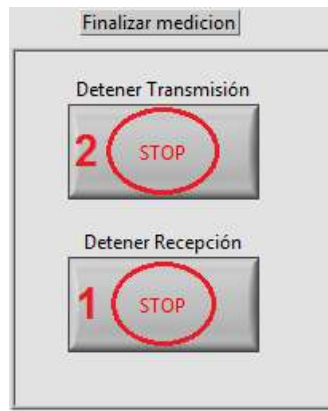 Finalizar medicion
Detener Transmisión
2 STOP
Detener Recepción
1 STOP